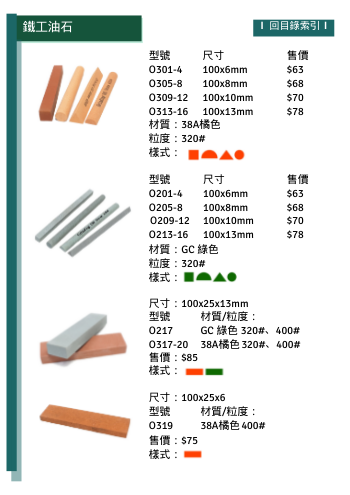 鐵工油石
回目錄索引
型號 尺寸 售價
O301-4 100x6mm $63
O305-8 100x8mm $68
O309-12 100x10mm $70
O313-16 100x13mm $78
材質：38A橘色
粒度：320#
樣式：
型號 尺寸 售價
O201-4 100x6mm $63
O205-8 100x8mm $68
O209-12 100x10mm $70
O213-16 100x13mm $78
材質：GC 綠色
粒度：320#
樣式：
尺寸：100x25x13mm
型號 材質/粒度：
O217 GC 綠色 320#、400#
O317-20 38A橘色 320#、400#
售價：$85
樣式：
尺寸：100x25x6
型號 材質/粒度：
O319 38A橘色 400#
售價：$75
樣式：